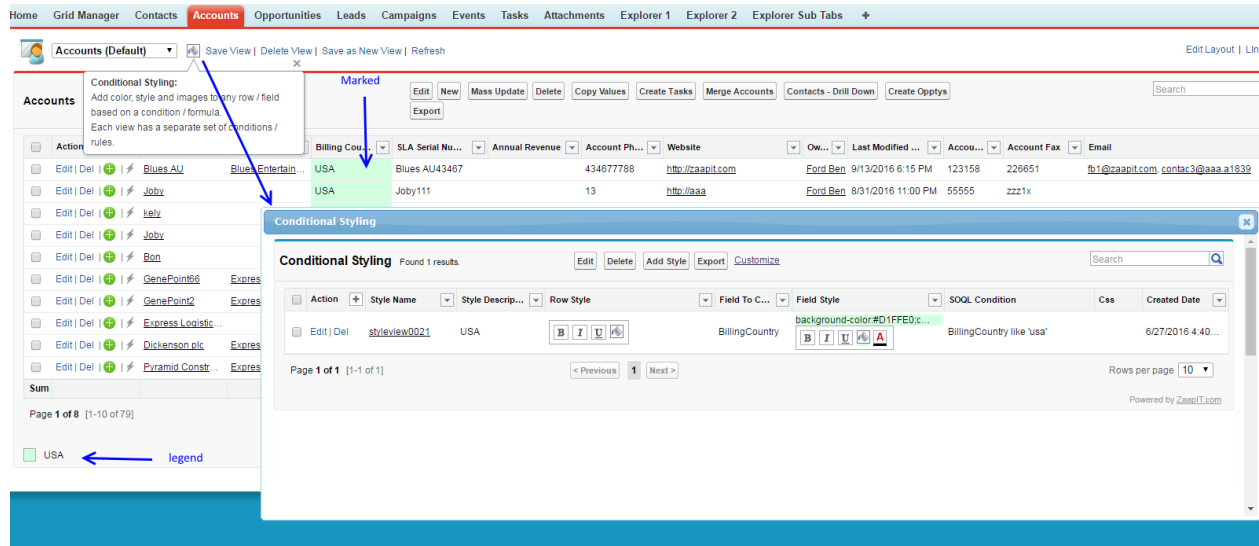 Home Grid Manager Contacts Accounts Opportunities Leads Campaigns Events Tasks Attachments Explorer 1 Explorer 2 Explorer Sub Tabs +
Accounts (Default) Save View | Delete View | Save as New View | Refresh Edit Layout |
Conditional Styling:
Add color, style and images to any row / field
based on a condition / formula.
Each view has a separate set of conditions /
rules.
Marked
Accounts Edit New Mass Update Delete Copy Values Create Tasks Merge Accounts Contacts - Drill Down Create Opptys Search
Export
Action Billing Cou... SLA Serial Nu... Annual Revenue Account Ph... Website Ow... Last Modified ... Accou... Account Fax Email
Edit | Del | Blues AU Blues Entertain... USA Blues AU43467 434677788 http://zaapit.com Ford Ben 9/13/2016 6:15 PM 123158 226651 fb1@zaapit.com, contac3@aaa.a1839
Edit | Del | Joby USA Joby111 13 http://aaa Ford Ben 8/31/2016 11:00 PM 55555 zzz1x
Edit | Del | kely
Edit | Del | Joby
Edit | Del | Bon
Edit | Del | GenePoint66 Expres
Edit | Del | GenePoint2 Expres
Edit | Del | Express Logistic...
Edit | Del | Dickenson plc Expres
Edit | Del | Pyramid Constr... Expres
Sum
Page 1 of 8 [1-10 of 79]
USA legend
Conditional Styling
Conditional Styling Found 1 results. Edit Delete Add Style Export Customize Search
Action + Style Name Style Descrip... Row Style Field To C... Field Style SOQL Condition Css Created Date
background-color:#D1FFE0;c...
Edit | Del styleview0021 USA B I U BillingCountry B I U A BillingCountry like 'usa' 6/27/2016 4:40...
Page 1 of 1 [1-1 of 1] < Previous 1 Next > Rows per page 10
Powered by ZaapIT.com